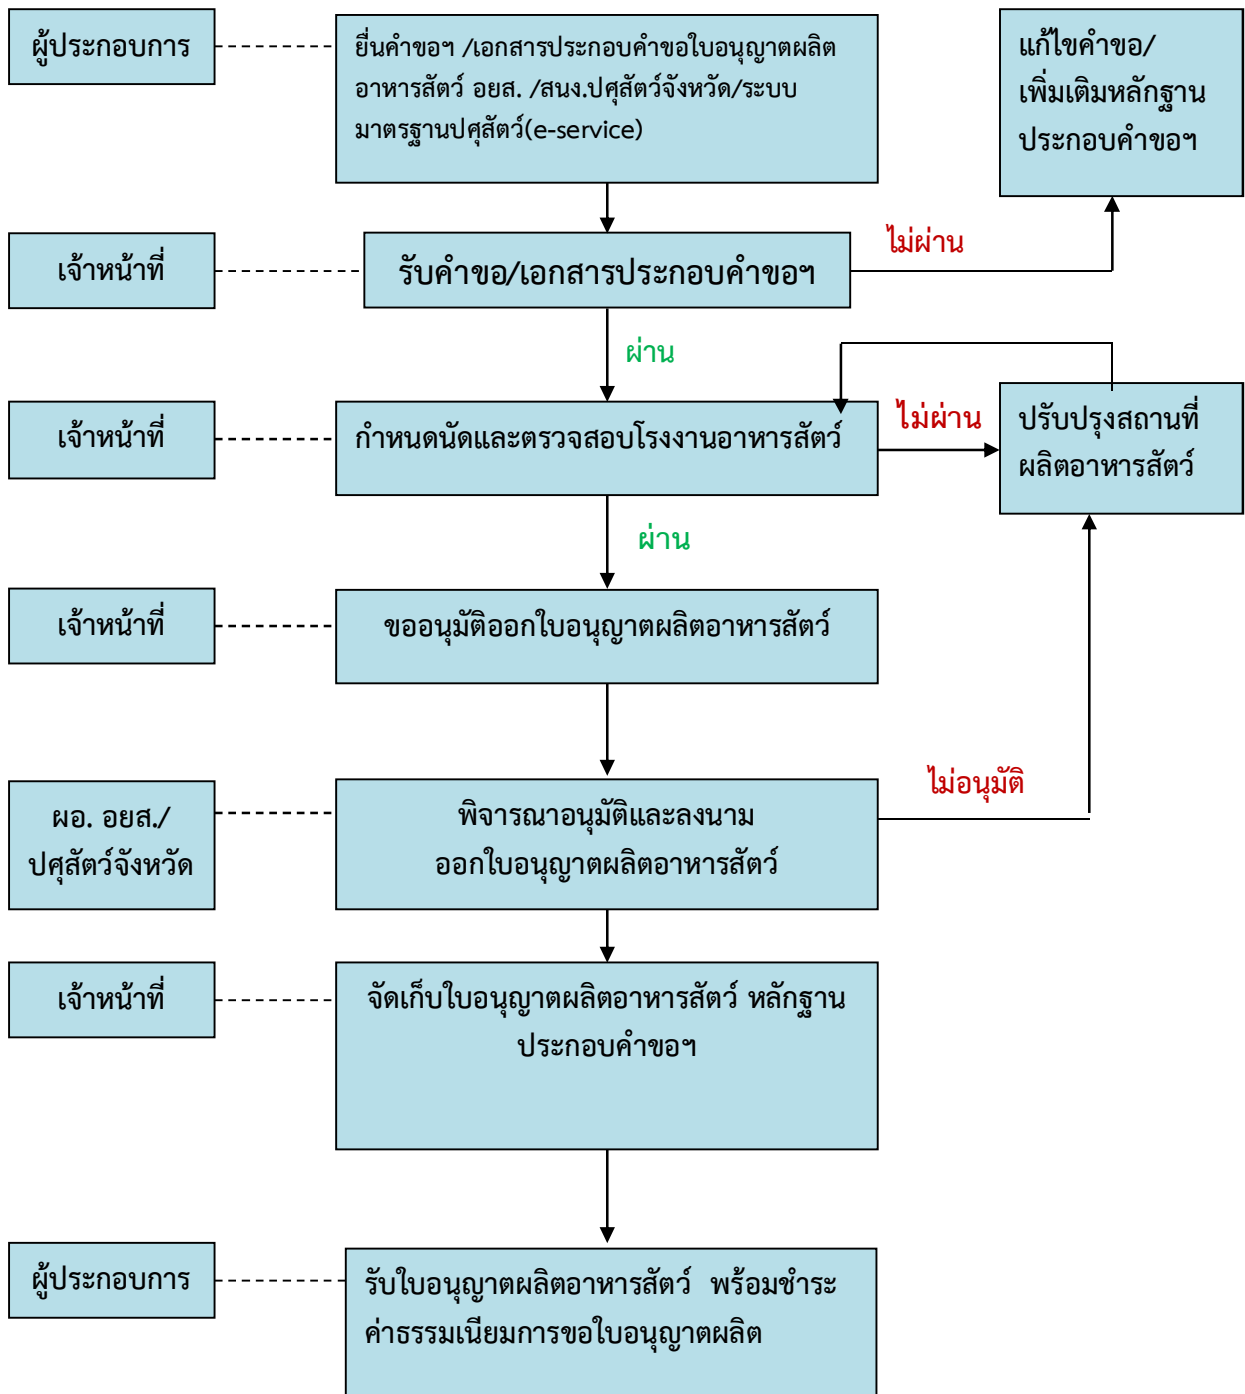 ผู้ประกอบการ
ยื่นคำขอฯ /เอกสารประกอบคำขอใบอนุญาตผลิต
อาหารสัตว์ อยส. /สนง.ปศุสัตว์จังหวัด/ระบบ
มาตรฐานปศุสัตว์(e-service)
แก้ไขคำขอ/
เพิ่มเติมหลักฐาน
ประกอบคำขอฯ
เจ้าหน้าที่
รับคำขอ/เอกสารประกอบคำขอฯ
ไม่ผ่าน
ผ่าน
เจ้าหน้าที่
กำหนดนัดและตรวจสอบโรงงานอาหารสัตว์
ไม่ผ่าน
ปรับปรุงสถานที่
ผลิตอาหารสัตว์
ผ่าน
เจ้าหน้าที่
ขออนุมัติออกใบอนุญาตผลิตอาหารสัตว์
ผอ. อยส./
ปศุสัตว์จังหวัด
พิจารณาอนุมัติและลงนาม
ออกใบอนุญาตผลิตอาหารสัตว์
ไม่อนุมัติ
เจ้าหน้าที่
จัดเก็บใบอนุญาตผลิตอาหารสัตว์ หลักฐาน
ประกอบคำขอฯ
ผู้ประกอบการ
รับใบอนุญาตผลิตอาหารสัตว์ พร้อมชำระ
ค่าธรรมเนียมการขอใบอนุญาตผลิต